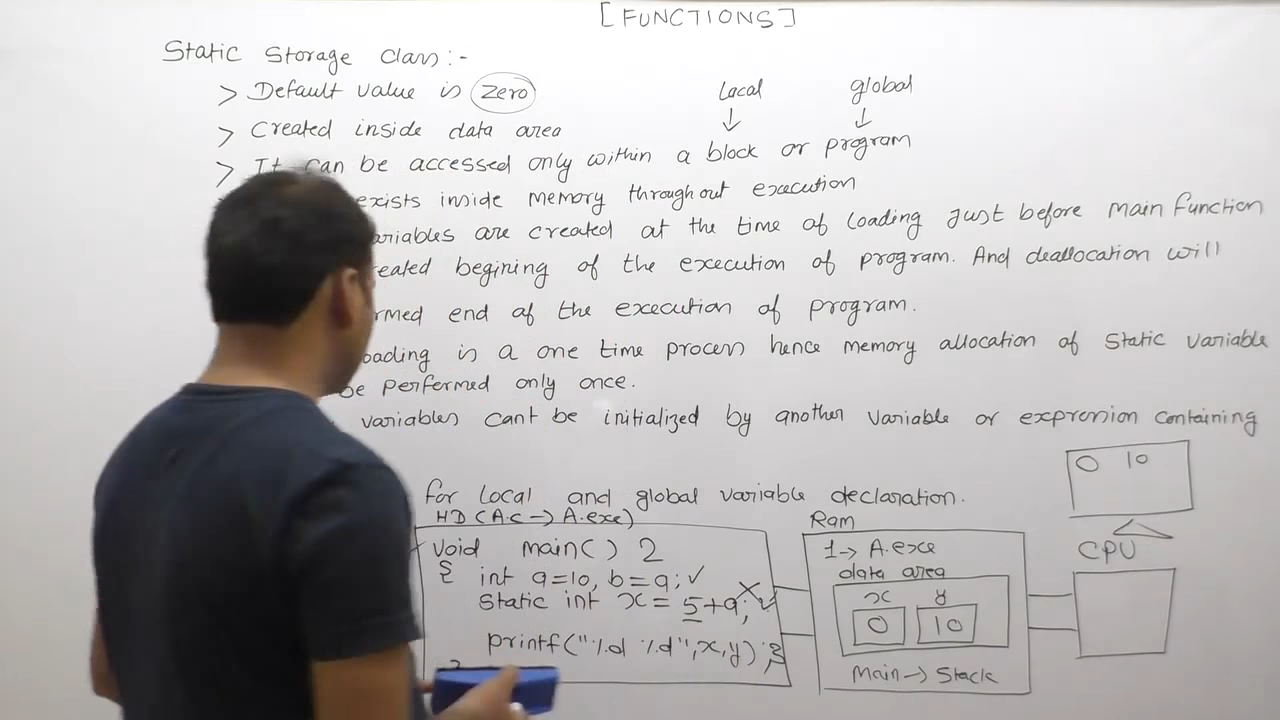 [FUNCTIONS]
Static Storage Class:-
> Default value is Zero
Local global
↓ ↓
> Created inside data area
> It can be accessed only within a block or program
exists inside memory throughout execution
ariables are created at the time of loading just before main function
eated begining of the execution of program. And deallocation will
rmed end of the execution of program.
oading is a one time process hence memory allocation of static variable
be performed only once.
variables cant be initialized by another variable or expression containing
0 10
for local and global variable declaration.
HD (A.c -> A.exe)
Ram
void main() 2
1-> A.exe
CPU
{ int a=10, b=a; ✓
data area
static int x = 5+a;
x y
0 10
printf("%d %d",x,y);
}
Main -> Stack